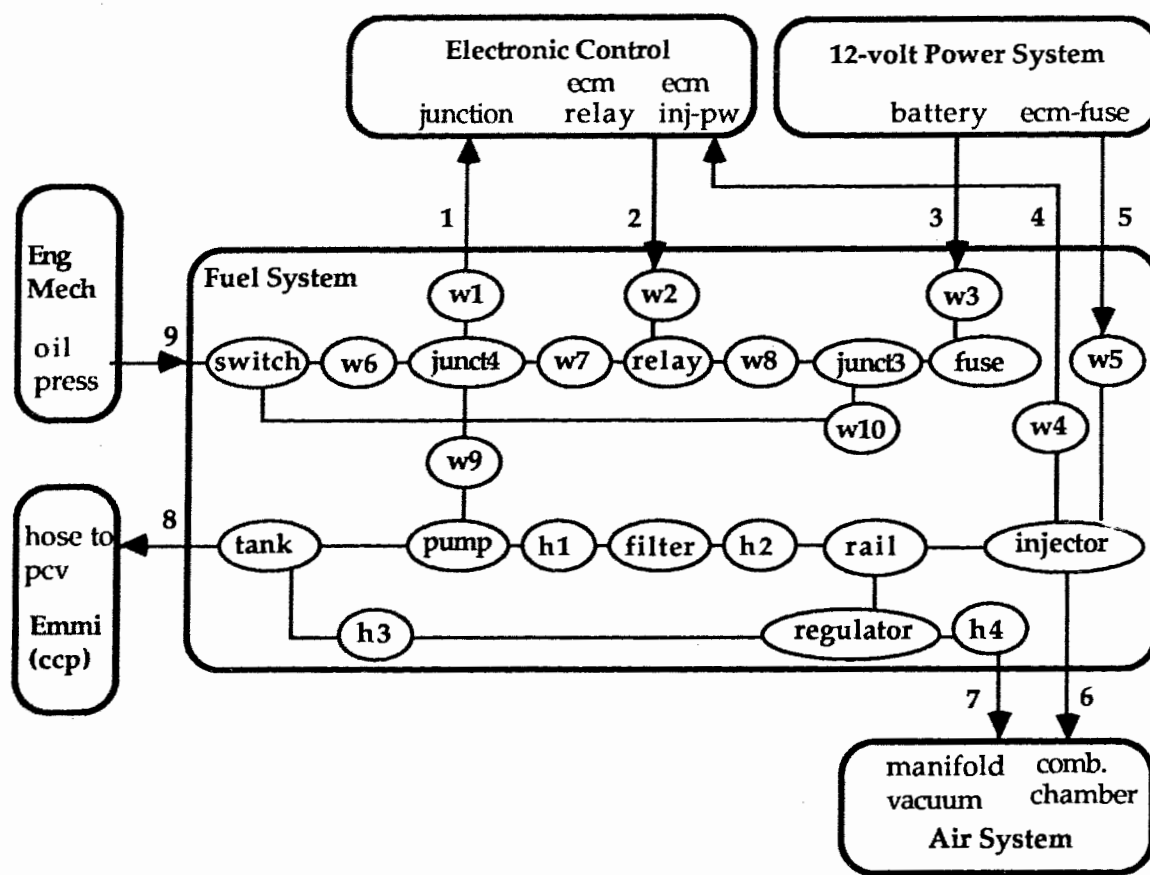 Electronic Control
ecm ecm
junction relay inj-pw
12-volt Power System
battery ecm-fuse
1
2
3
4
5
Eng
Mech
oil
press
9
Fuel System
w1
w2
w3
switch
w6
junct4
w7
relay
w8
junct3
fuse
w5
w10
w4
w9
hose to
pcv
Emmi
(ccp)
8
tank
pump
h1
filter
h2
rail
injector
h3
regulator
h4
7
6
manifold comb.
vacuum chamber
Air System